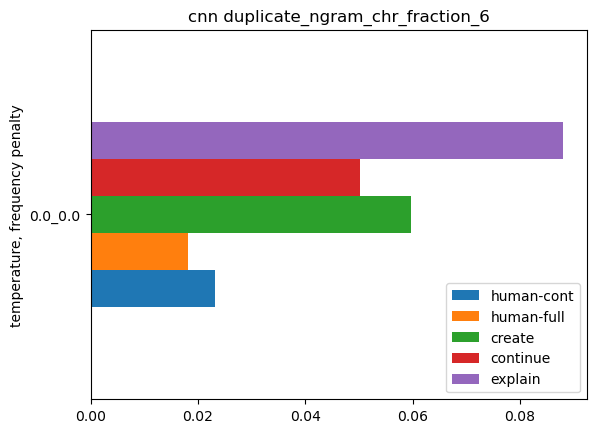 cnn duplicate_ngram_chr_fraction_6
temperature, frequency penalty
0.0_0.0
human-cont
human-full
create
continue
explain
0.00 0.02 0.04 0.06 0.08